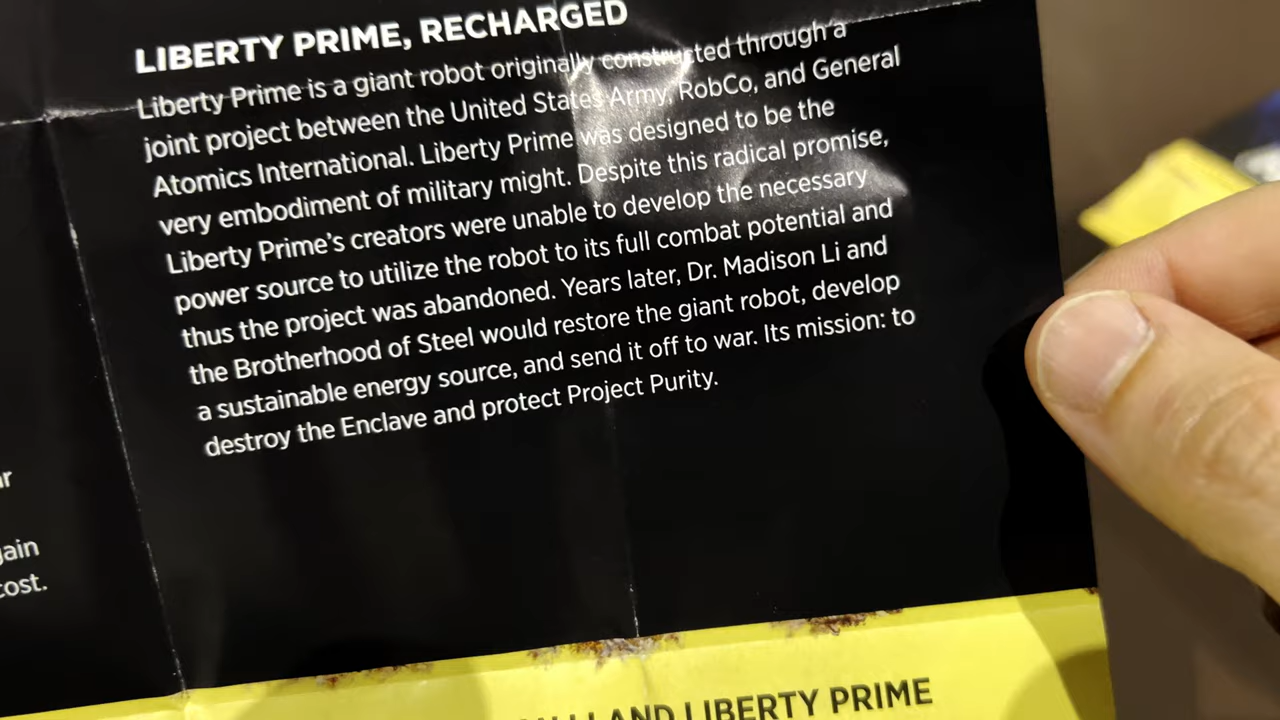 LIBERTY PRIME, RECHARGED
Liberty Prime is a giant robot originally constructed through a
joint project between the United States Army, RobCo, and General
Atomics International. Liberty Prime was designed to be the
very embodiment of military might. Despite this radical promise,
Liberty Prime's creators were unable to develop the necessary
power source to utilize the robot to its full combat potential and
thus the project was abandoned. Years later, Dr. Madison Li and
the Brotherhood of Steel would restore the giant robot, develop
a sustainable energy source, and send it off to war. Its mission: to
destroy the Enclave and protect Project Purity.
cost.
AND LIBERTY PRIME